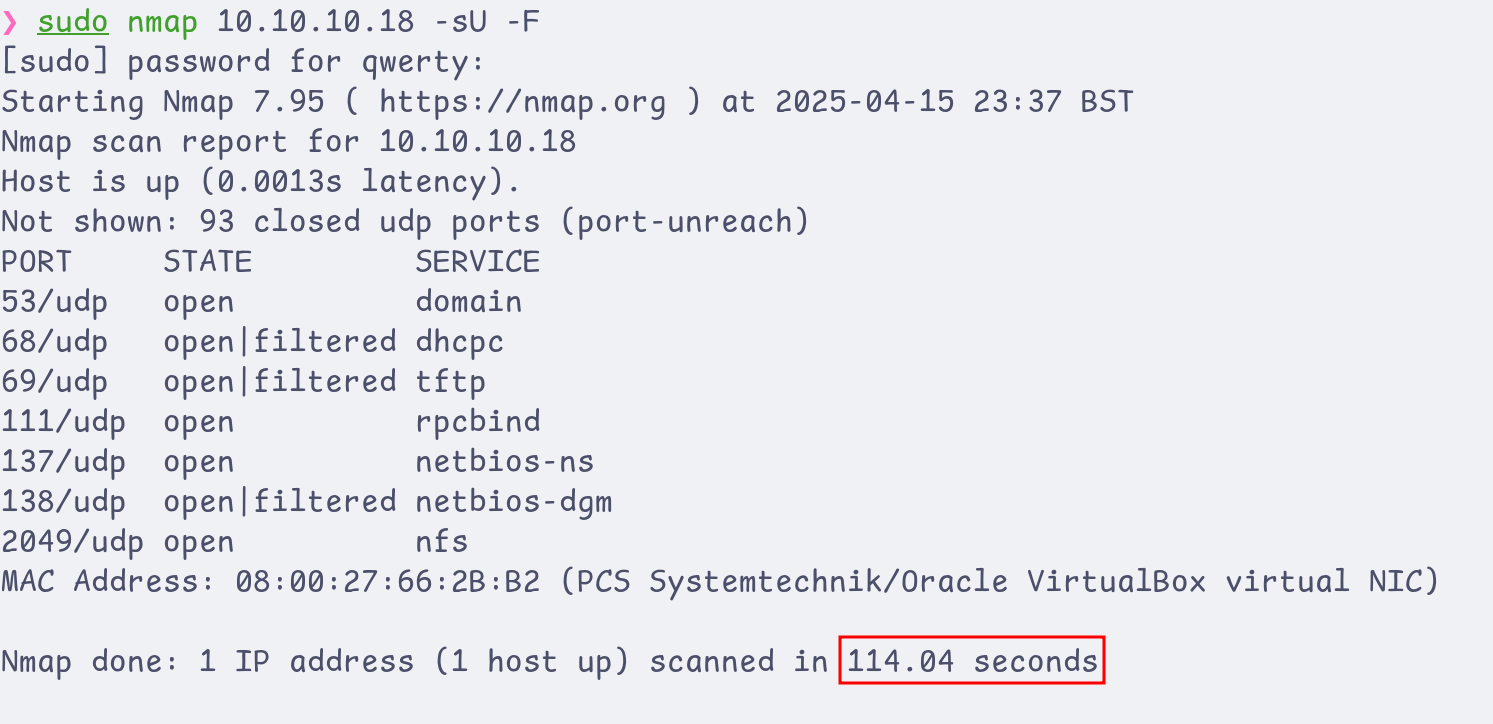 ❯ sudo nmap 10.10.10.18 -sU -F
[sudo] password for qwerty:
Starting Nmap 7.95 ( https://nmap.org ) at 2025-04-15 23:37 BST
Nmap scan report for 10.10.10.18
Host is up (0.0013s latency).
Not shown: 93 closed udp ports (port-unreach)
PORT     STATE         SERVICE
53/udp   open          domain
68/udp   open|filtered dhcpc
69/udp   open|filtered tftp
111/udp  open          rpcbind
137/udp  open          netbios-ns
138/udp  open|filtered netbios-dgm
2049/udp open          nfs
MAC Address: 08:00:27:66:2B:B2 (PCS Systemtechnik/Oracle VirtualBox virtual NIC)
Nmap done: 1 IP address (1 host up) scanned in 114.04 seconds